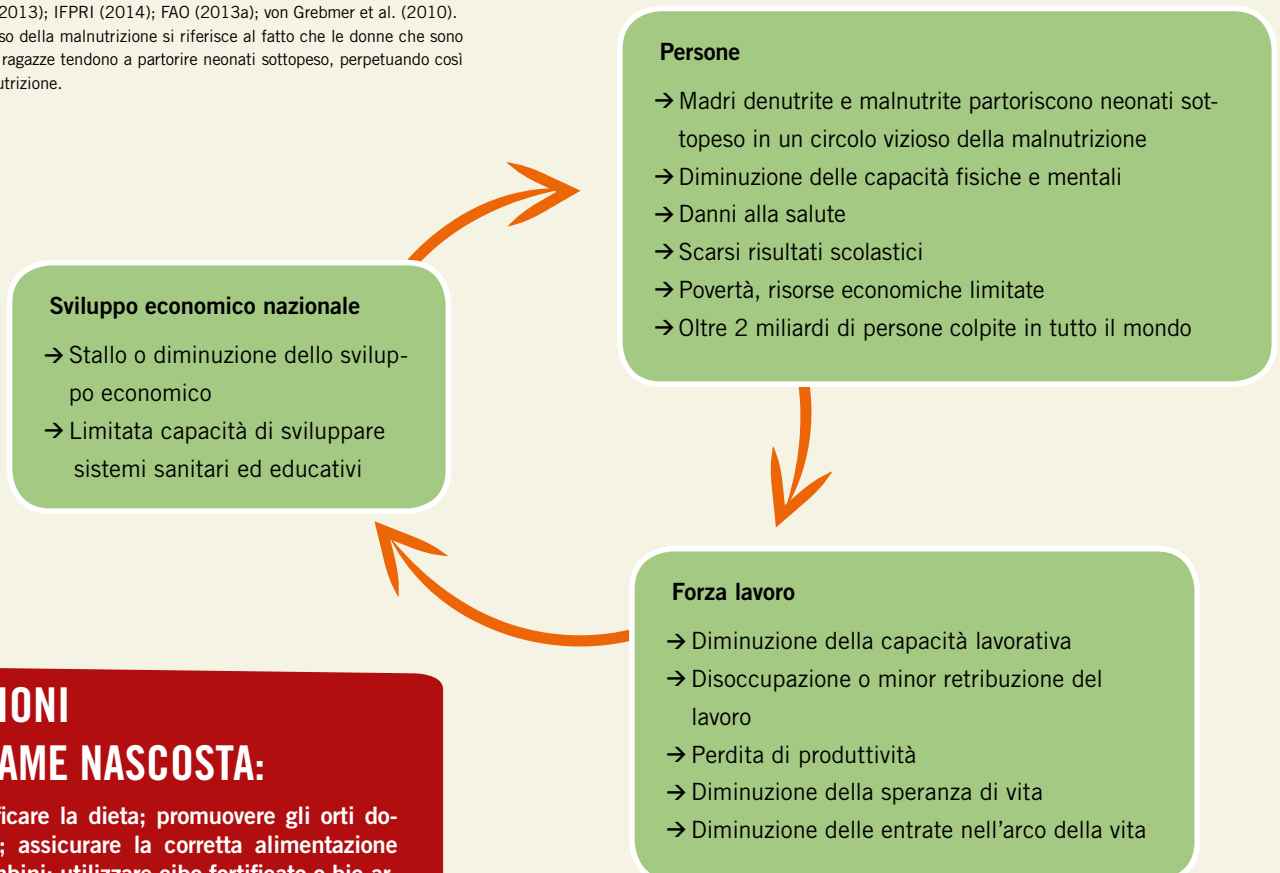 2013); IFPRI (2014); FAO (2013a); von Grebmer et al. (2010).
so della malnutrizione si riferisce al fatto che le donne che sono
ragazze tendono a partorire neonati sottopeso, perpetuando così
utrizione.
Persone
→ Madri denutrite e malnutrite partoriscono neonati sot-
topeso in un circolo vizioso della malnutrizione
→ Diminuzione delle capacità fisiche e mentali
→ Danni alla salute
→ Scarsi risultati scolastici
→ Povertà, risorse economiche limitate
→ Oltre 2 miliardi di persone colpite in tutto il mondo
Sviluppo economico nazionale
→ Stallo o diminuzione dello svilup-
po economico
→ Limitata capacità di sviluppare
sistemi sanitari ed educativi
Forza lavoro
→ Diminuzione della capacità lavorativa
→ Disoccupazione o minor retribuzione del
lavoro
→ Perdita di produttività
→ Diminuzione della speranza di vita
→ Diminuzione delle entrate nell'arco della vita
IONI
AME NASCOSTA:
ficare la dieta; promuovere gli orti do-
; assicurare la corretta alimentazione
mbini; utilizzare cibo fortificato o bio-ar-